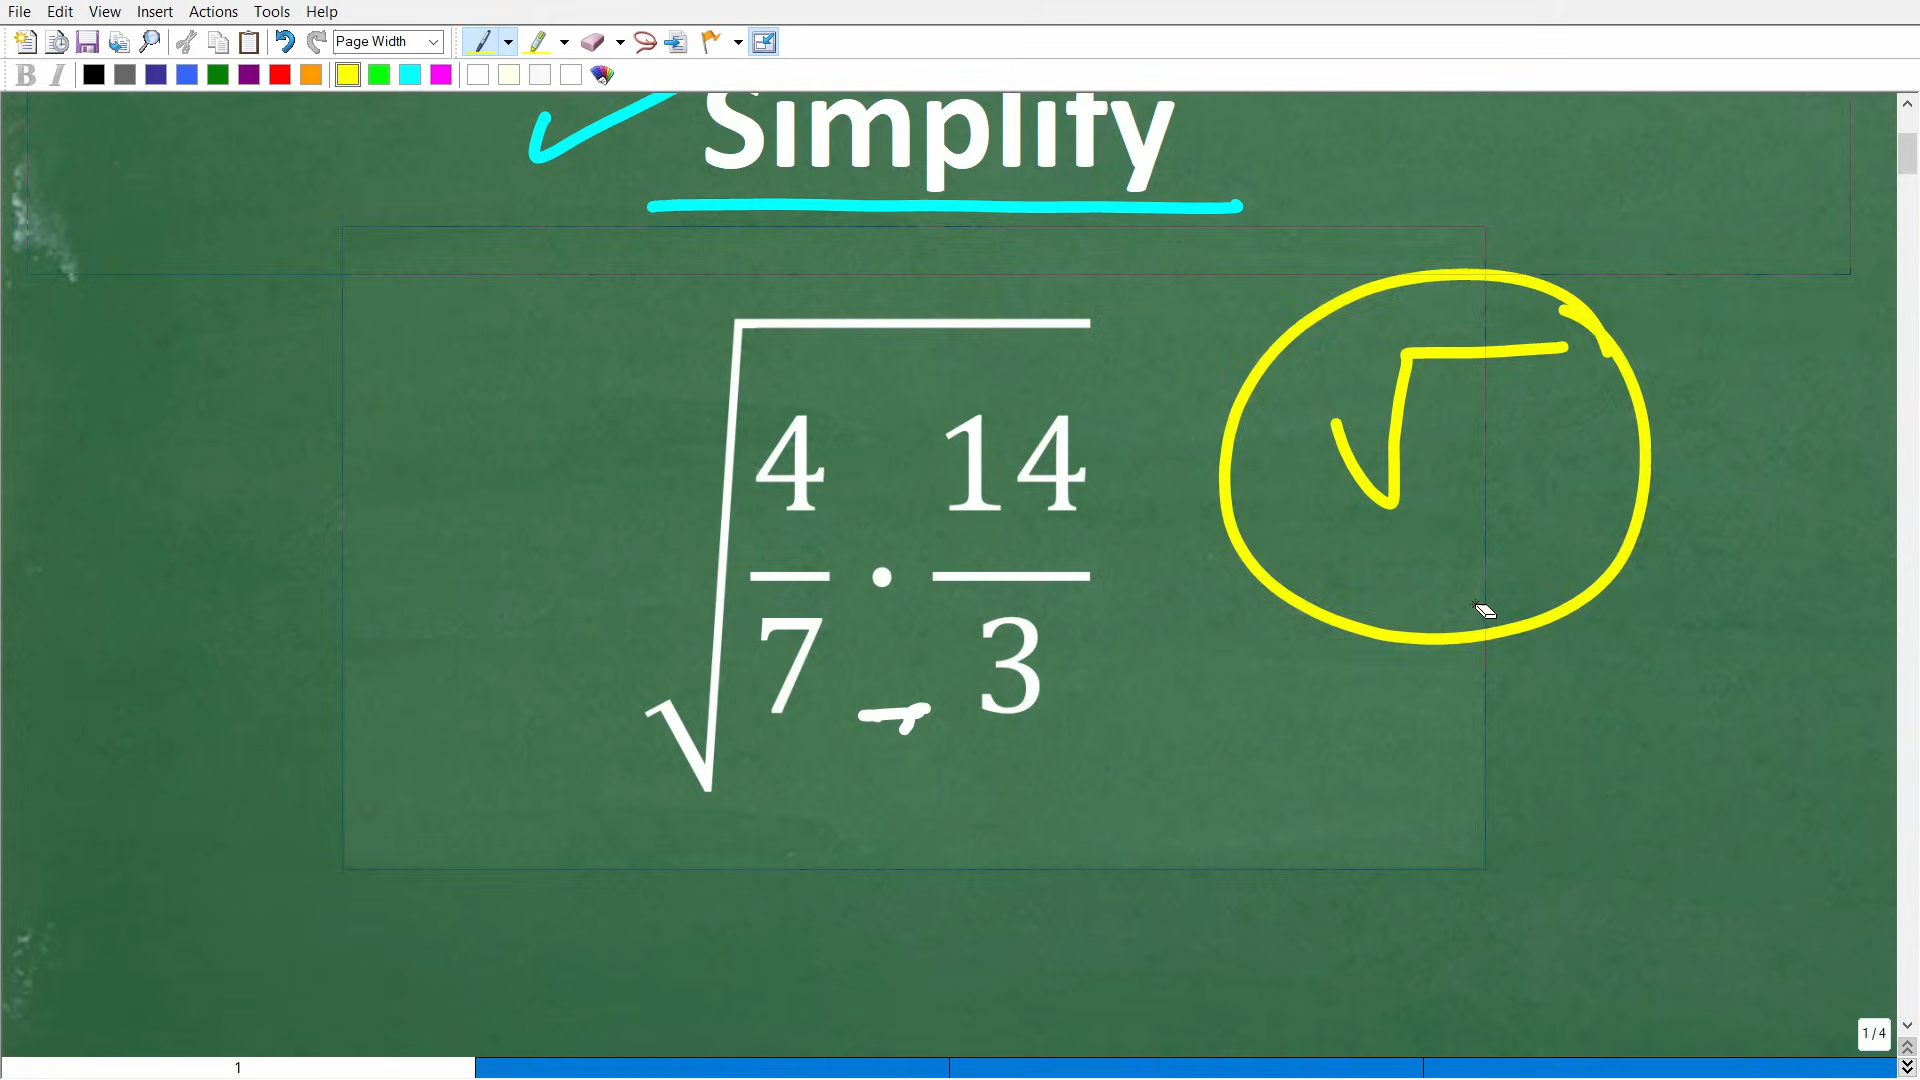 File Edit View Insert Actions Tools Help
Page Width
B I
Simplify
√
4 14
· √
7 3
1 / 4
1